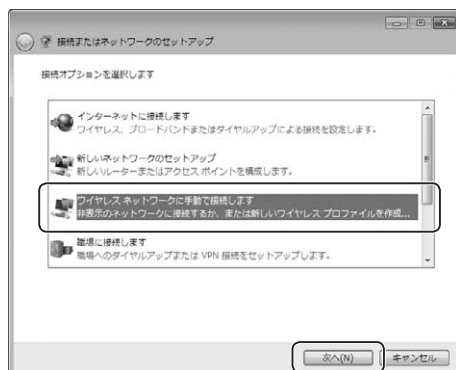 接続またはネットワークのセットアップ
接続オプションを選択します
インターネットに接続します
ワイヤレス、ブロードバンドまたはダイヤルアップによる接続を設定します。
新しいネットワークのセットアップ
新しいルーターまたはアクセス ポイントを構成します。
ワイヤレス ネットワークに手動で接続します
非表示のネットワークに接続するか、または新しいワイヤレス プロファイルを作成...
職場に接続します
職場へのダイヤルアップまたは VPN 接続をセットアップします。
次へ(N)
キャンセル